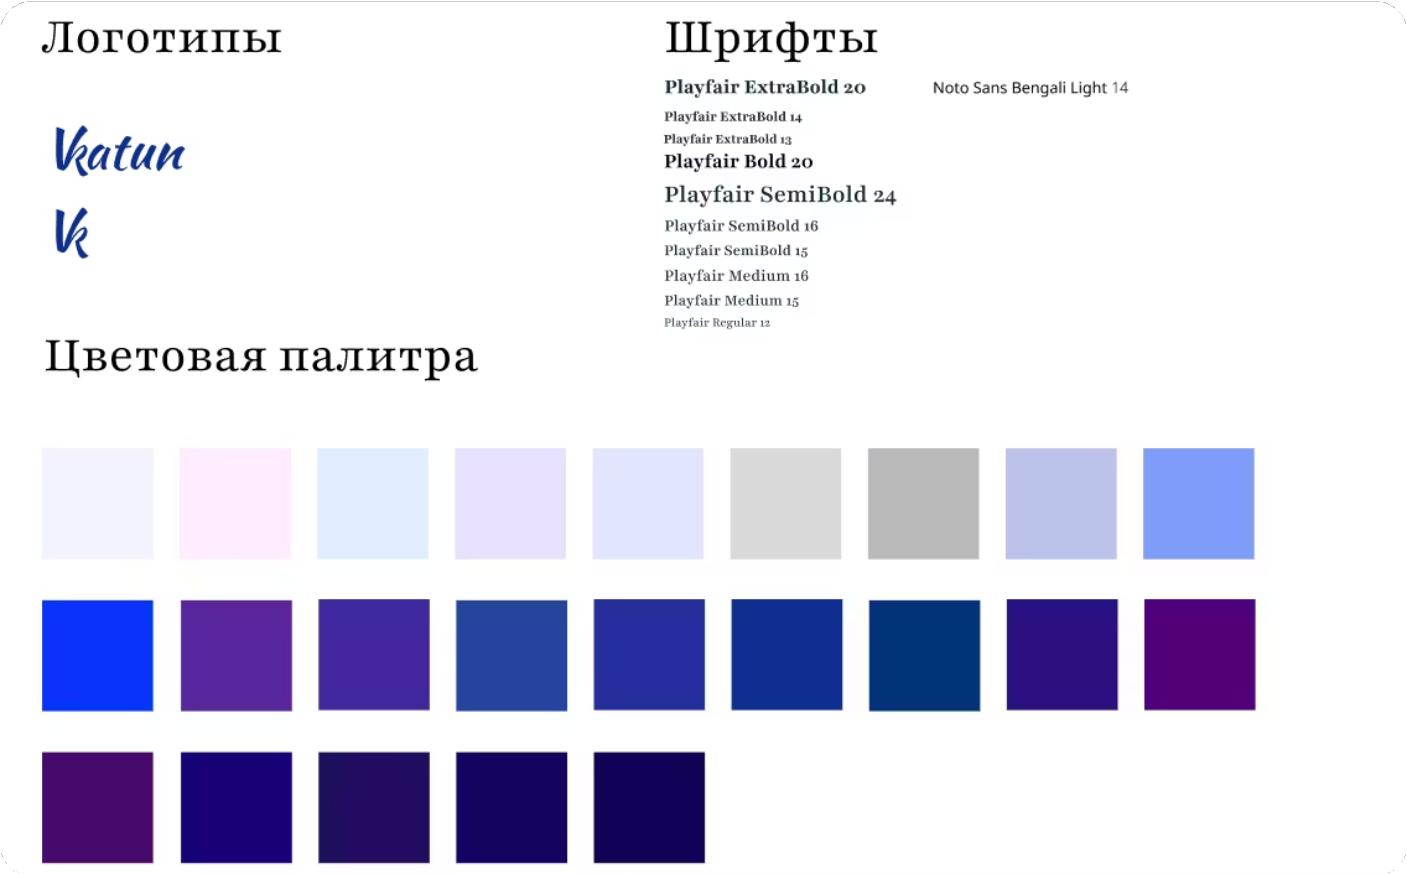 Логотипы
Vkatun
Vk
Шрифты
Playfair ExtraBold 20
Playfair ExtraBold 14
Playfair ExtraBold 13
Playfair Bold 20
Playfair SemiBold 24
Playfair SemiBold 16
Playfair SemiBold 15
Playfair Medium 16
Playfair Medium 15
Playfair Regular 12
Noto Sans Bengali Light 14
Цветовая палитра